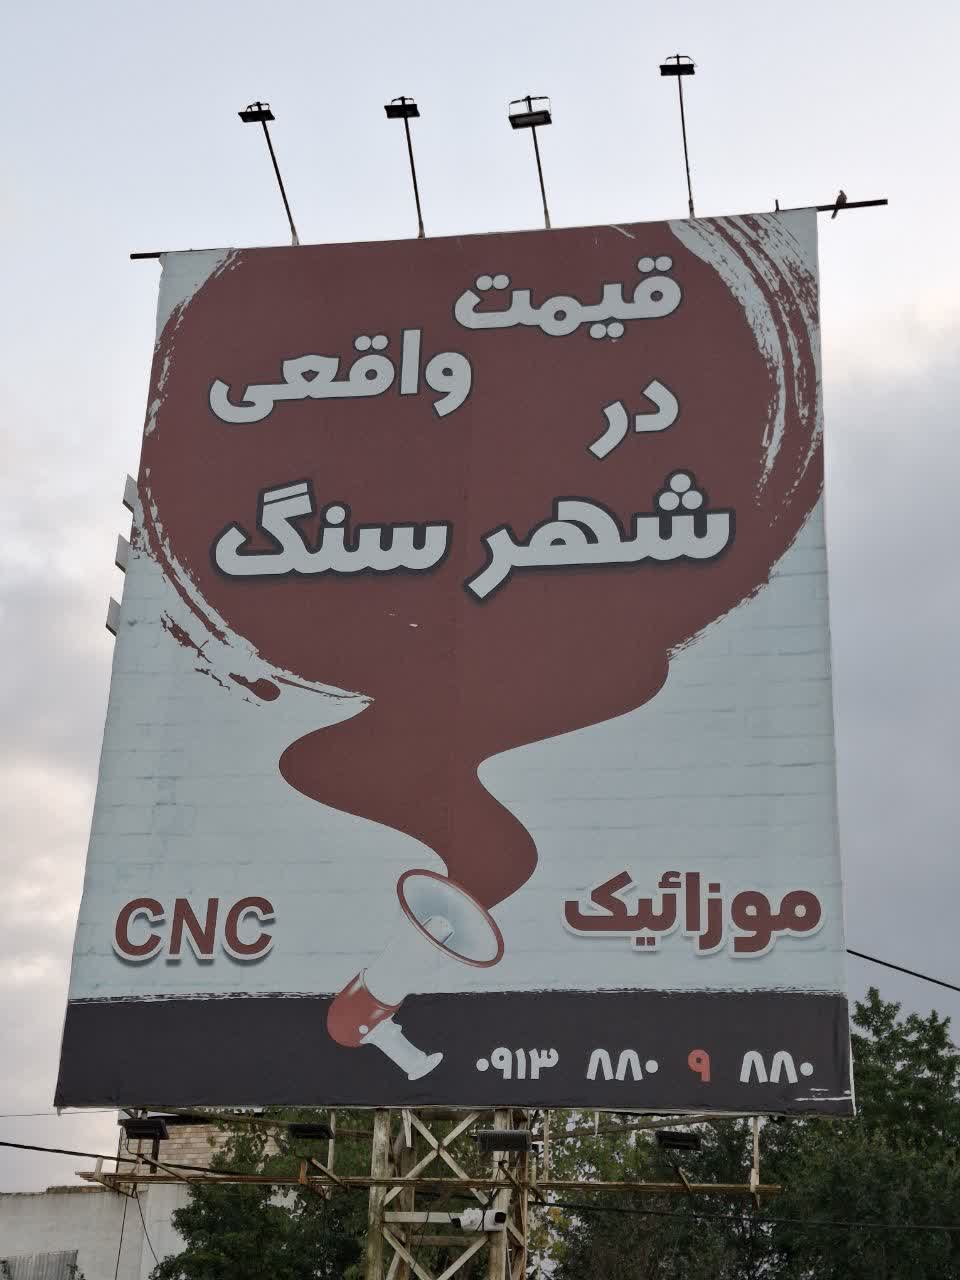 قیمت
واقعی
در
شهر سنگ
موزائیک
CNC
۰۹۱۳ ۸۸۰ ۹ ۸۸۰